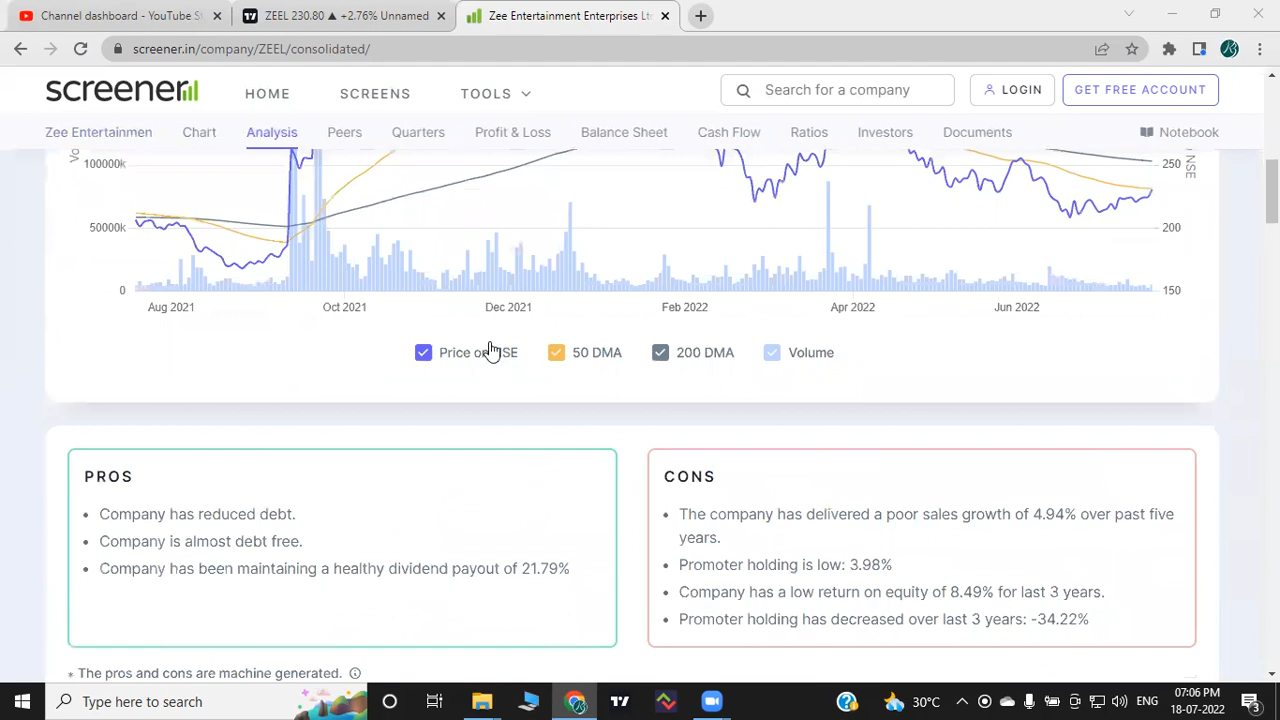 Channel dashboard - YouTube S
ZEEL 230.80 ▲ +2.76% Unnamed
Zee Entertainment Enterprises Lt
screener.in/company/ZEEL/consolidated/
screener
HOME
SCREENS
TOOLS
Search for a company
LOGIN
GET FREE ACCOUNT
Zee Entertainmen
Chart
Analysis
Peers
Quarters
Profit & Loss
Balance Sheet
Cash Flow
Ratios
Investors
Documents
Notebook
100000k
50000k
0
Vo
250
200
150
NSE
Aug 2021
Oct 2021
Dec 2021
Feb 2022
Apr 2022
Jun 2022
Price on NSE
50 DMA
200 DMA
Volume
PROS
• Company has reduced debt.
• Company is almost debt free.
• Company has been maintaining a healthy dividend payout of 21.79%
CONS
• The company has delivered a poor sales growth of 4.94% over past five
years.
• Promoter holding is low: 3.98%
• Company has a low return on equity of 8.49% for last 3 years.
• Promoter holding has decreased over last 3 years: -34.22%
* The pros and cons are machine generated.
Type here to search
30°C
ENG
07:06 PM
18-07-2022
3